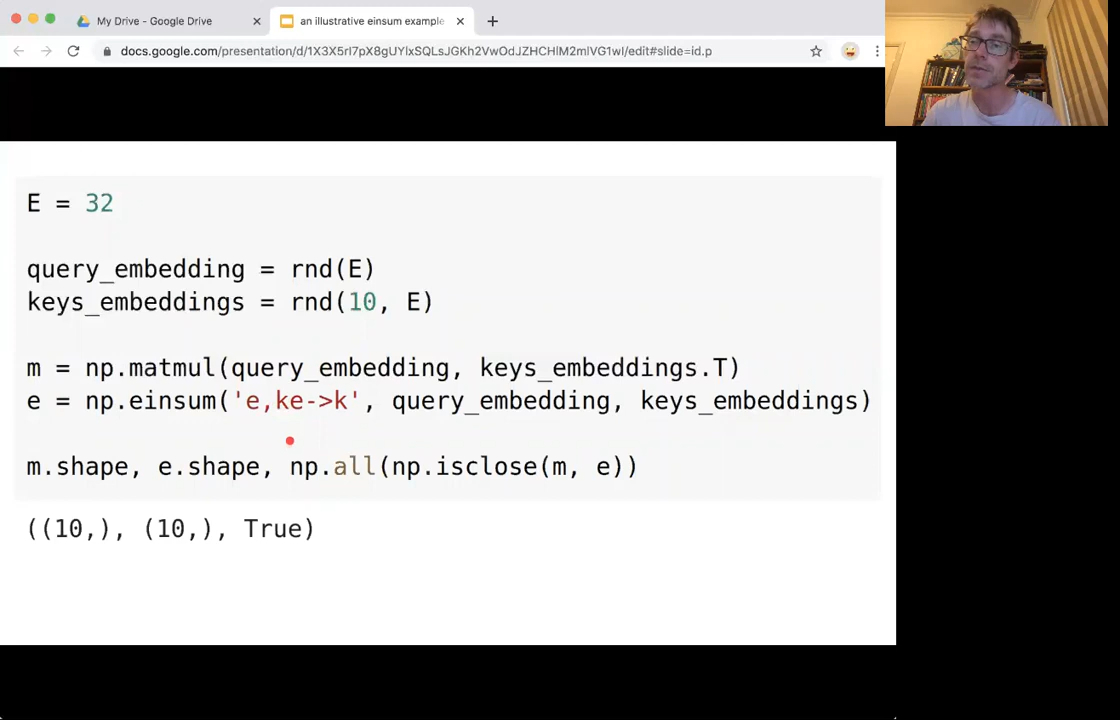 My Drive - Google Drive
an illustrative einsum example
docs.google.com/presentation/d/1X3X5rI7pX8gUYlxSQLsJGKh2VwOdJZHCHlM2mlVG1wI/edit#slide=id.p
E = 32
query_embedding = rnd(E)
keys_embeddings = rnd(10, E)
m = np.matmul(query_embedding, keys_embeddings.T)
e = np.einsum('e,ke->k', query_embedding, keys_embeddings)
m.shape, e.shape, np.all(np.isclose(m, e))
((10,), (10,), True)